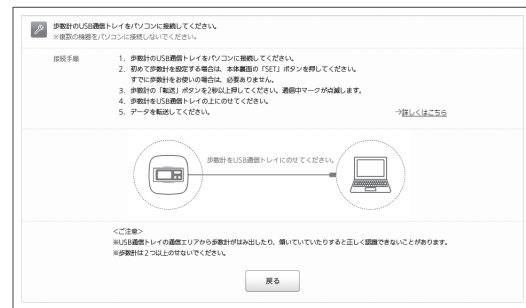 歩数計のUSB通信トレイをパソコンに接続してください。
※複数の機器をパソコンに接続しないでください。
接続手順
1. 歩数計のUSB通信トレイをパソコンに接続してください。
2. 初めて歩数計を設定する場合は、本体裏面の「SET」ボタンを押してください。
すでに歩数計をお使いの場合は、必要ありません。
3. 歩数計の「転送」ボタンを2秒以上押してください。通信中マークが点滅します。
4. 歩数計をUSB通信トレイの上にのせてください。
5. データを転送してください。
→詳しくはこちら
歩数計をUSB通信トレイにのせてください。
<ご注意>
※USB通信トレイの通信エリアから歩数計がはみ出したり、傾いていていたりすると正しく認識できないことがあります。
※歩数計は2つ以上のせないでください。
戻る